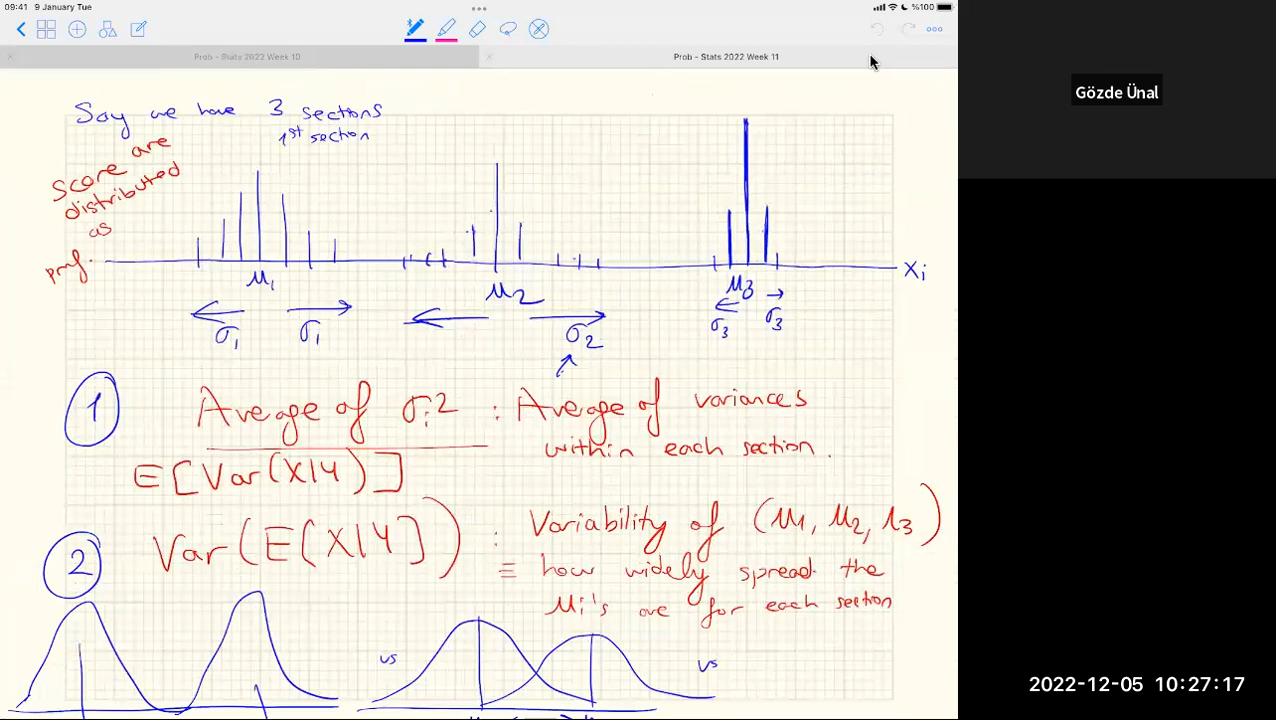 09:41 9 January Tue %100
Prob - Stats 2022 Week 10
Prob - Stats 2022 Week 11
Gözde Ünal
Say we have 3 sections
1st section
Score are
distributed
as
pmf.
μ1 μ2 μ3 xi
σ1 σ1 σ2 σ3 σ3
1
Average of σi2 : Average of variances
within each section.
E[Var(X|Y)]
2
Var(E(X|Y]) : Variability of (μ1, μ2, μ3)
≡ how widely spread the
μi's are for each section
vs vs
2022-12-05 10:27:17